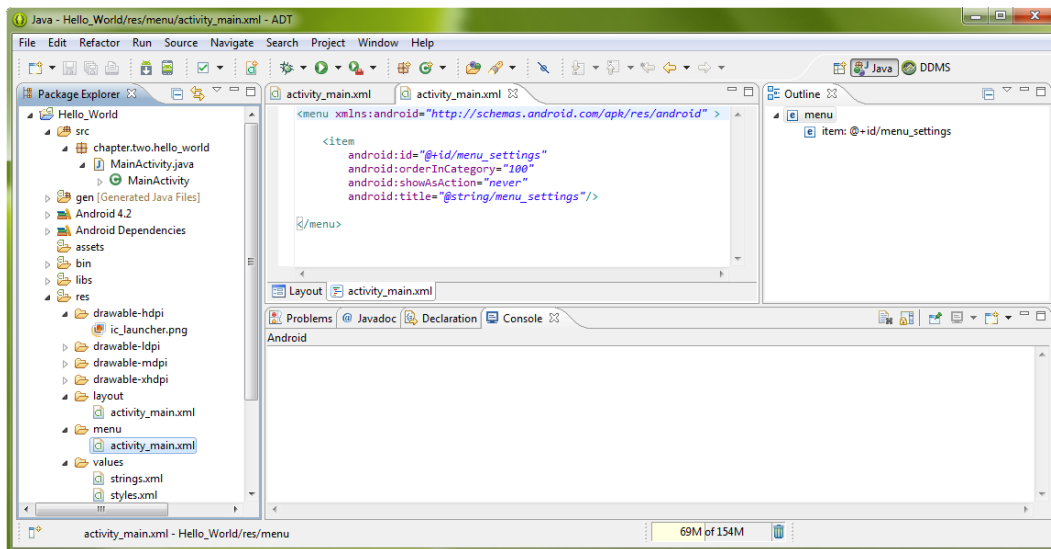 Java - Hello_World/res/menu/activity_main.xml - ADT
File Edit Refactor Run Source Navigate Search Project Window Help
Java DDMS
Package Explorer
Hello_World
src
chapter.two.hello_world
MainActivity.java
MainActivity
gen [Generated Java Files]
Android 4.2
Android Dependencies
assets
bin
libs
res
drawable-hdpi
ic_launcher.png
drawable-ldpi
drawable-mdpi
drawable-xhdpi
layout
activity_main.xml
menu
activity_main.xml
values
strings.xml
styles.xml
activity_main.xml activity_main.xml
<menu xmlns:android="http://schemas.android.com/apk/res/android" >
<item
android:id="@+id/menu_settings"
android:orderInCategory="100"
android:showAsAction="never"
android:title="@string/menu_settings"/>
</menu>
Layout activity_main.xml
Outline
menu
item: @+id/menu_settings
Problems Javadoc Declaration Console
Android
activity_main.xml - Hello_World/res/menu
69M of 154M